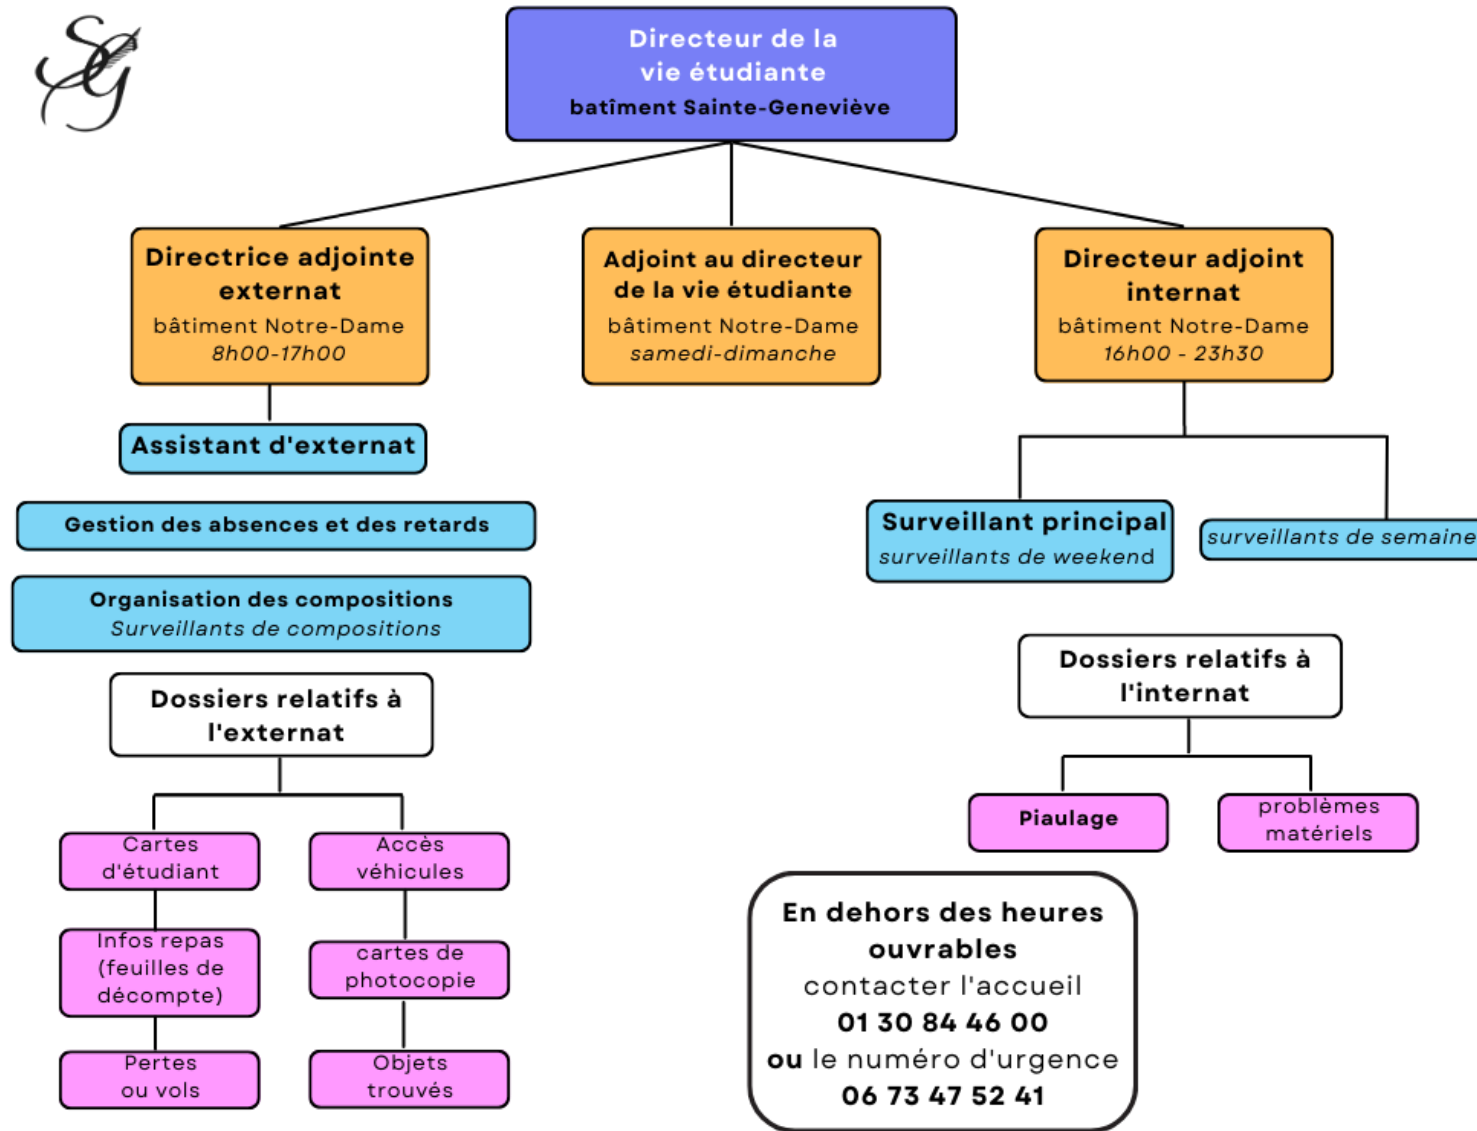 SG
Directeur de la
vie étudiante
batîment Sainte-Geneviève
Directrice adjointe
externat
bâtiment Notre-Dame
8h00-17h00
Adjoint au directeur
de la vie étudiante
bâtiment Notre-Dame
samedi-dimanche
Directeur adjoint
internat
bâtiment Notre-Dame
16h00 - 23h30
Assistant d'externat
Gestion des absences et des retards
Organisation des compositions
Surveillants de compositions
Surveillant principal
surveillants de weekend
surveillants de semaine
Dossiers relatifs à
l'externat
Cartes
d'étudiant
Infos repas
(feuilles de
décompte)
Pertes
ou vols
Accès
véhicules
cartes de
photocopie
Objets
trouvés
Dossiers relatifs à
l'internat
Piaulage
problèmes
matériels
En dehors des heures
ouvrables
contacter l'accueil
01 30 84 46 00
ou le numéro d'urgence
06 73 47 52 41